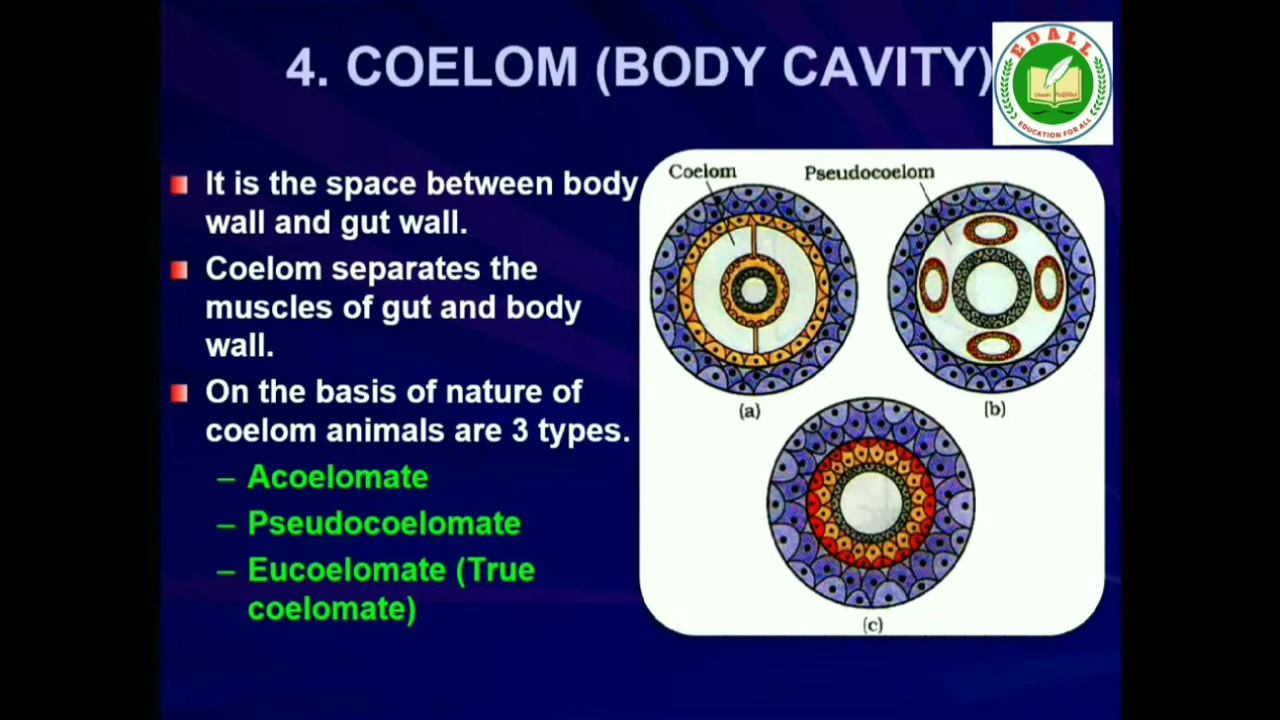 4. COELOM (BODY CAVITY)
EDALL
EDUCATION FOR ALL
It is the space between body
wall and gut wall.
Coelom separates the
muscles of gut and body
wall.
On the basis of nature of
coelom animals are 3 types.
– Acoelomate
– Pseudocoelomate
– Eucoelomate (True
coelomate)
Coelom
Pseudocoelom
(a)
(b)
(c)